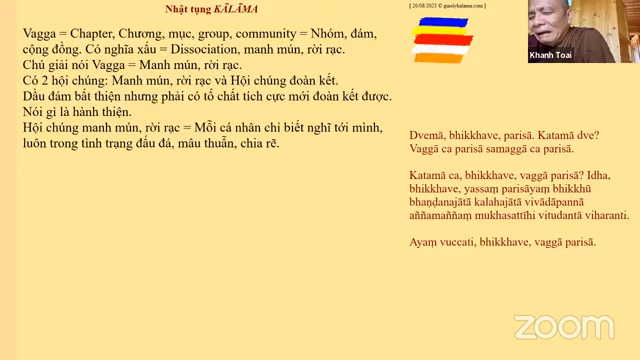 Nhật tụng KĀLĀMA
Vagga = Chapter, Chương, mục, group, community = Nhóm, đám,
cộng đồng. Có nghĩa xấu = Dissociation, manh mún, rời rạc.
Chú giải nói Vagga = Manh mún, rời rạc.
Có 2 hội chúng: Manh mún, rời rạc và Hội chúng đoàn kết.
Dầu đám bất thiện nhưng phải có tố chất tích cực mới đoàn kết được.
Nói gì là hành thiện.
Hội chúng manh mún, rời rạc = Mỗi cá nhân chỉ biết nghĩ tới mình,
luôn trong tình trạng đấu đá, mâu thuẫn, chia rẽ.
[ 20/08/2023 © giaolykalama.com ]
Khanh Toai
Dvemā, bhikkhave, parisā. Katamā dve?
Vaggā ca parisā samaggā ca parisā.
Katamā ca, bhikkhave, vaggā parisā? Idha,
bhikkhave, yassaṃ parisāyaṃ bhikkhū
bhaṇḍanajātā kalahajātā vivādāpannā
aññamaññaṃ mukhasattīhi vitudantā viharanti.
Ayaṃ vuccati, bhikkhave, vaggā parisā.
zoom